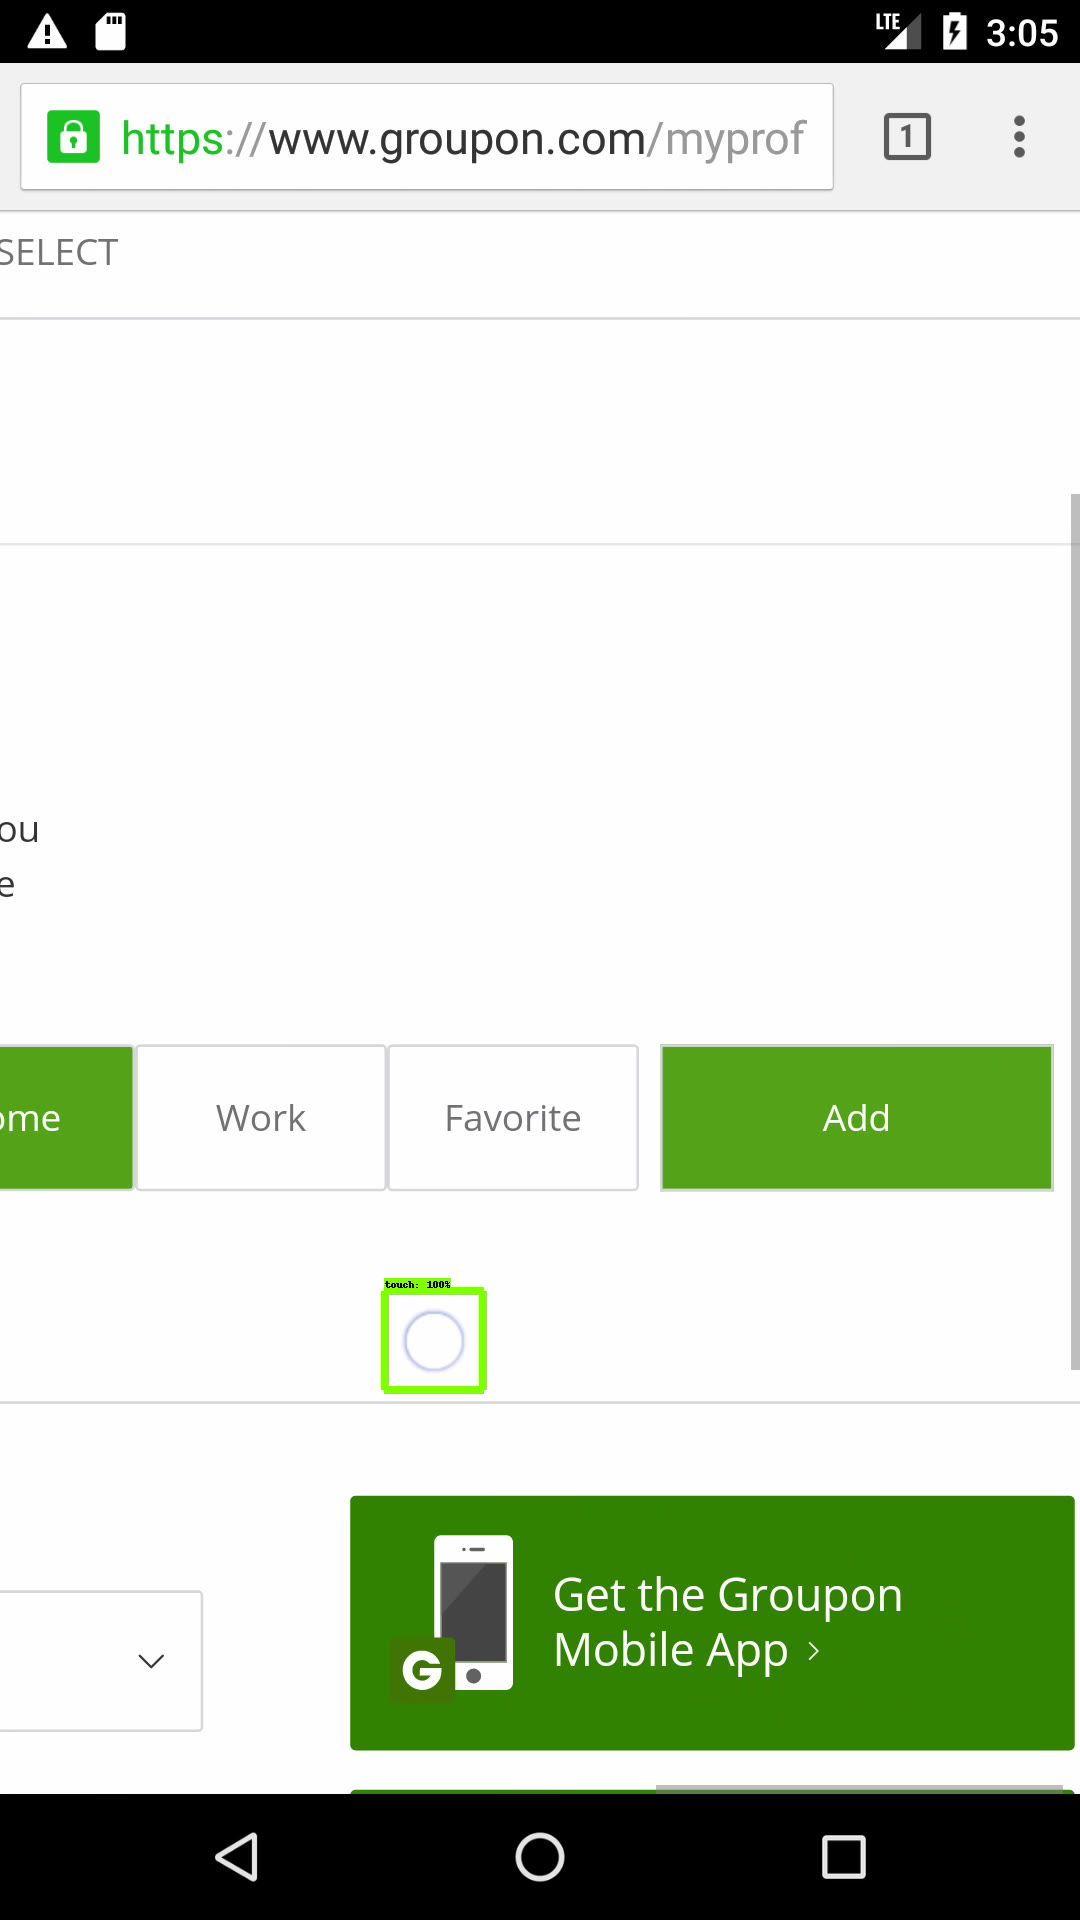 LTE 3:05
https://www.groupon.com/myprof
1
SELECT
ou
e
ome
Work
Favorite
Add
touch: 100%
Get the Groupon
Mobile App >
G